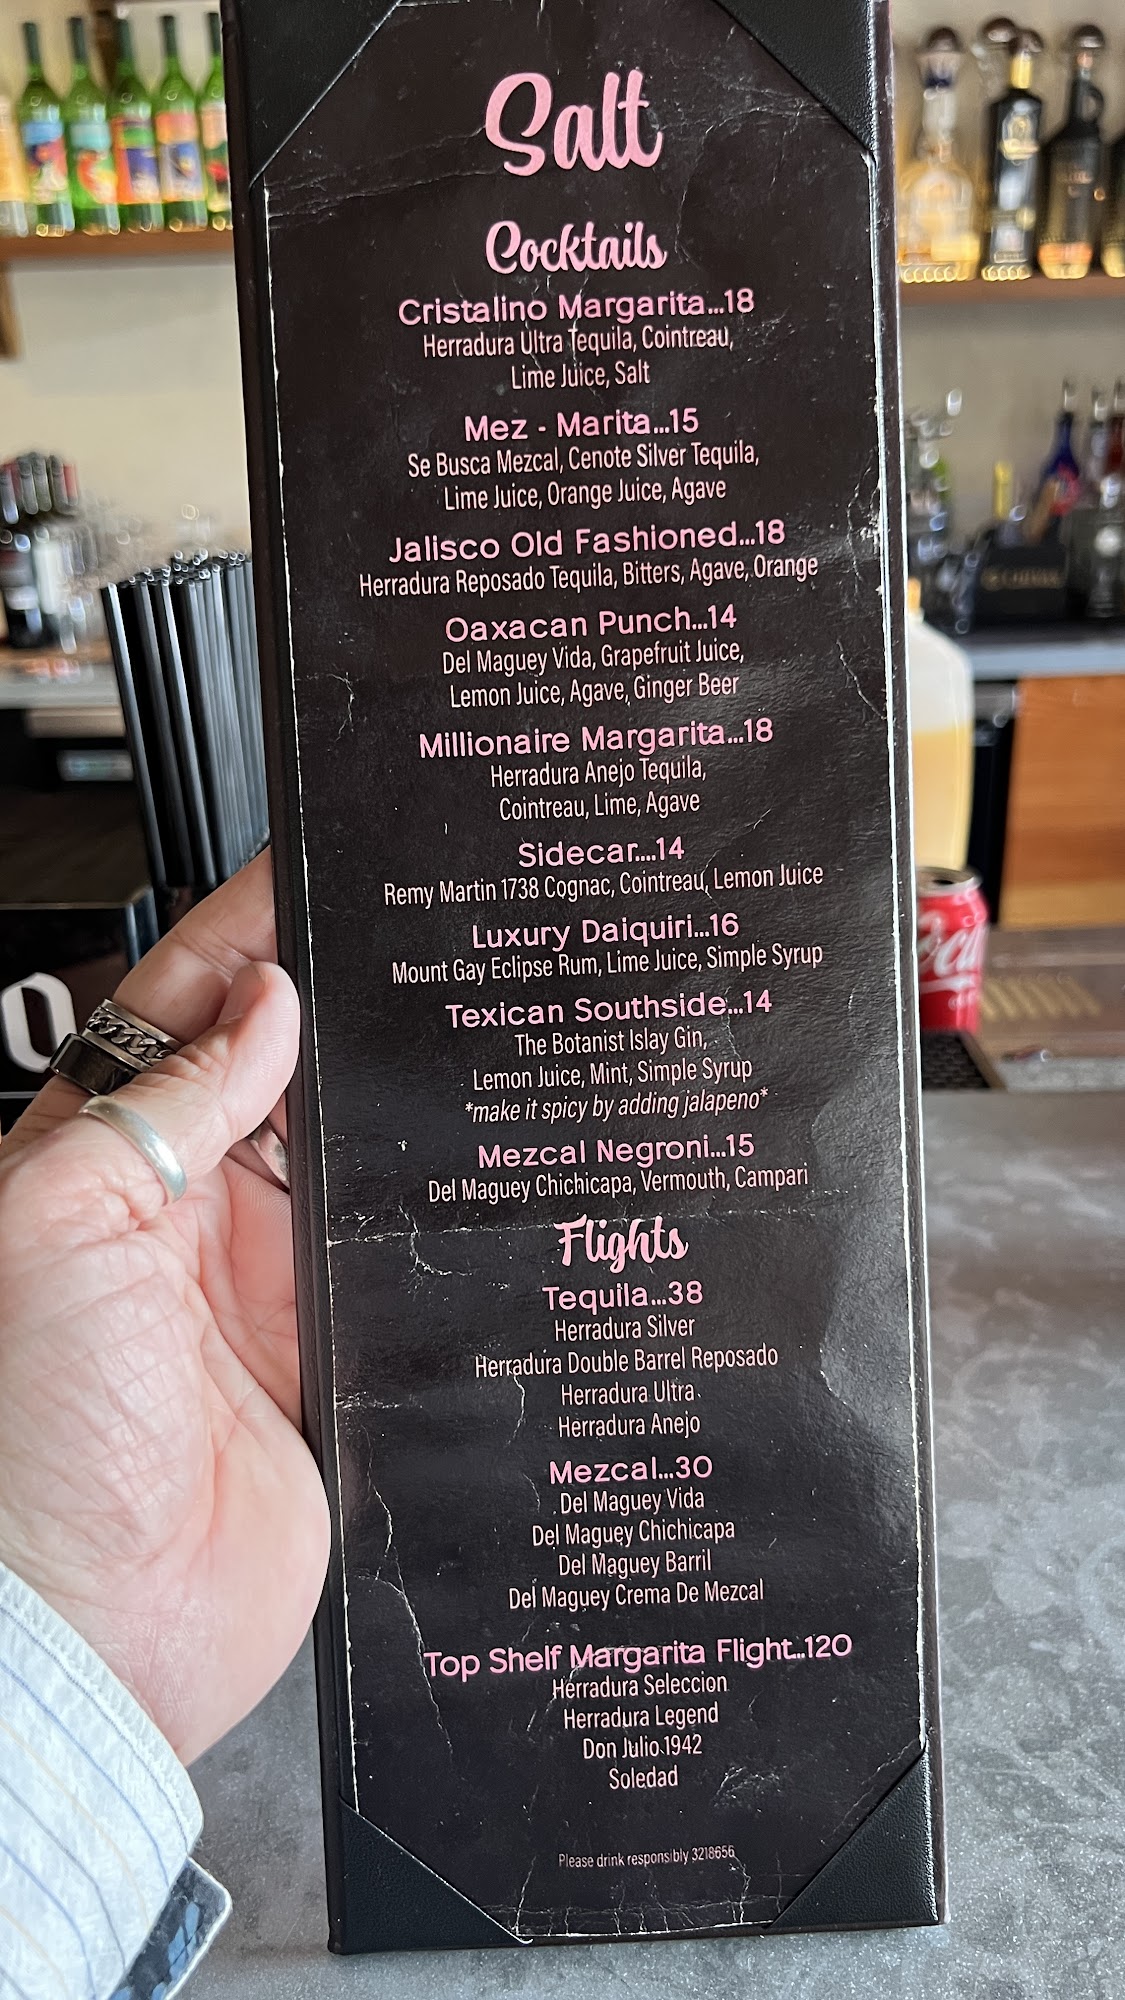 Salt
Cocktails
Cristalino Margarita...18
Herradura Ultra Tequila, Cointreau,
Lime Juice, Salt
Mez - Marita...15
Se Busca Mezcal, Cenote Silver Tequila,
Lime Juice, Orange Juice, Agave
Jalisco Old Fashioned...18
Herradura Reposado Tequila, Bitters, Agave, Orange
Oaxacan Punch...14
Del Maguey Vida, Grapefruit Juice,
Lemon Juice, Agave, Ginger Beer
Millionaire Margarita...18
Herradura Anejo Tequila,
Cointreau, Lime, Agave
Sidecar....14
Remy Martin 1738 Cognac, Cointreau, Lemon Juice
Luxury Daiquiri...16
Mount Gay Eclipse Rum, Lime Juice, Simple Syrup
Texican Southside...14
The Botanist Islay Gin,
Lemon Juice, Mint, Simple Syrup
*make it spicy by adding jalapeno*
Mezcal Negroni...15
Del Maguey Chichicapa, Vermouth, Campari
Flights
Tequila...38
Herradura Silver
Herradura Double Barrel Reposado
Herradura Ultra
Herradura Anejo
Mezcal...30
Del Maguey Vida
Del Maguey Chichicapa
Del Maguey Barril
Del Maguey Crema De Mezcal
Top Shelf Margarita Flight...120
Herradura Seleccion
Herradura Legend
Don Julio 1942
Soledad
Please drink responsibly 3218656